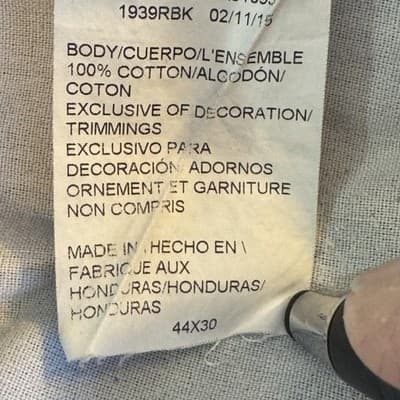 1939RBK 02/11/15
BODY/CUERPO/L'ENSEMBLE
100% COTTON/ALGODÓN/
COTON
EXCLUSIVE OF DECORATION/
TRIMMINGS
EXCLUSIVO PARA
DECORACIÓN/ ADORNOS
ORNEMENT ET GARNITURE
NON COMPRIS
MADE IN \ HECHO EN \
FABRIQUE AUX
HONDURAS/HONDURAS/
HONDURAS
44X30